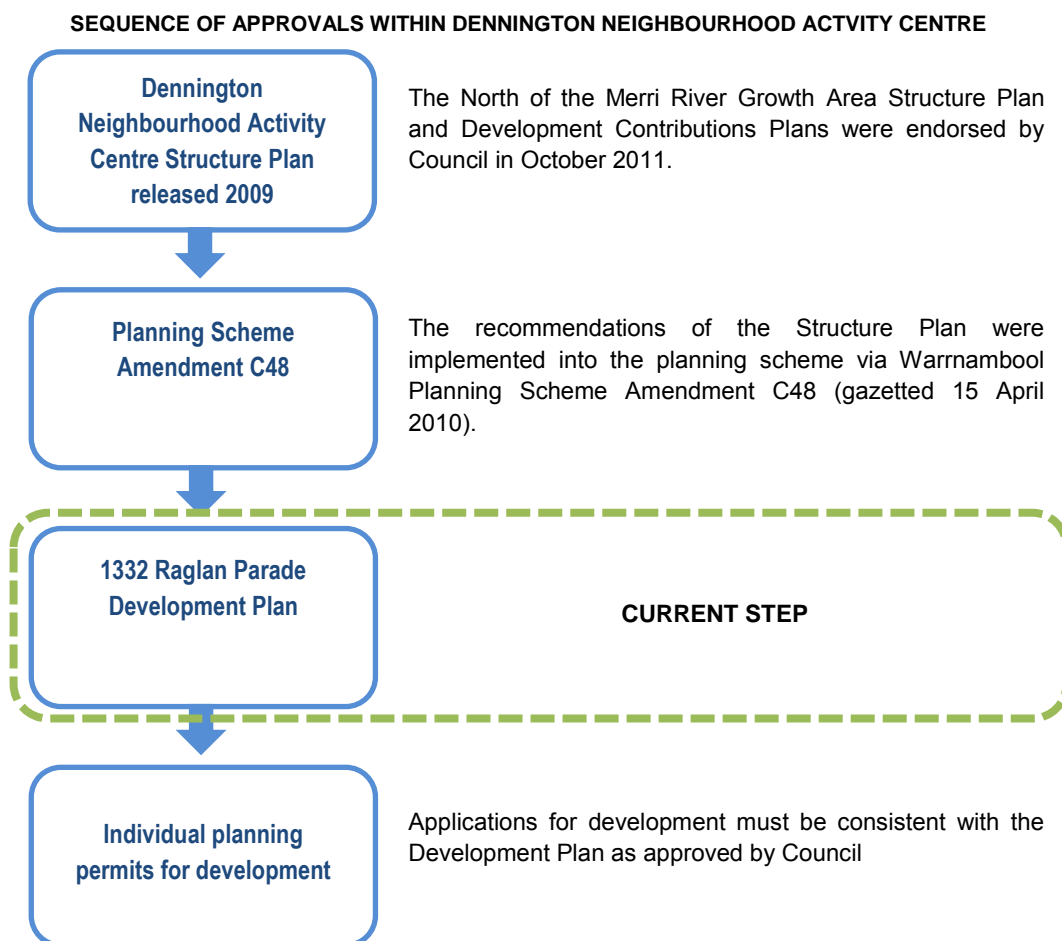 SEQUENCE OF APPROVALS WITHIN DENNINGTON NEIGHBOURHOOD ACTVITY CENTRE
Dennington
Neighbourhood Activity
Centre Structure Plan
released 2009
The North of the Merri River Growth Area Structure Plan
and Development Contributions Plans were endorsed by
Council in October 2011.
Planning Scheme
Amendment C48
The recommendations of the Structure Plan were
implemented into the planning scheme via Warrnambool
Planning Scheme Amendment C48 (gazetted 15 April
2010).
1332 Raglan Parade
Development Plan
CURRENT STEP
Individual planning
permits for development
Applications for development must be consistent with the
Development Plan as approved by Council